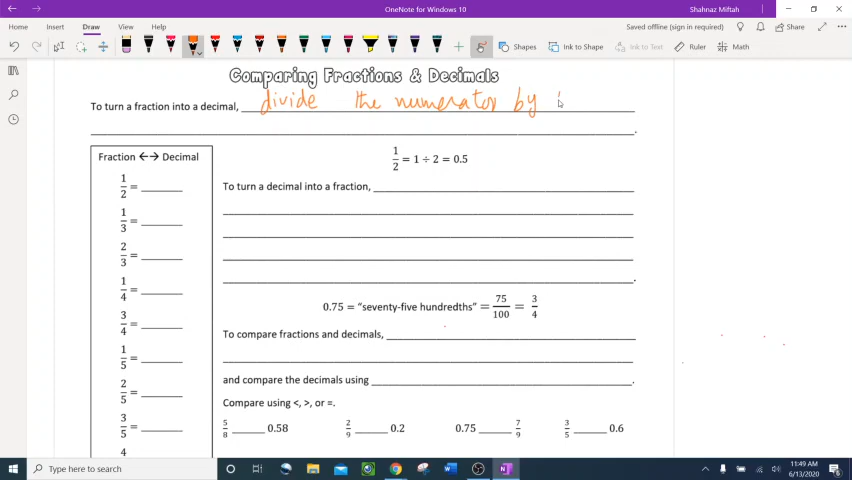 OneNote for Windows 10
Shahnaz Miftah
Home Insert Draw View Help
Saved offline (sign in required)
Share
Shapes
Ink to Shape
Ink to Text
Ruler
Math
Comparing Fractions & Decimals
To turn a fraction into a decimal, divide the numerator by
.
Fraction ←→ Decimal
1/2 = 1 ÷ 2 = 0.5
1/2 =
To turn a decimal into a fraction,
1/3 =
2/3 =
1/4 =
.
3/4 =
0.75 = "seventy-five hundredths" = 75/100 = 3/4
To compare fractions and decimals,
1/5 =
2/5 =
and compare the decimals using .
Compare using <, >, or =.
3/5 =
5/8 ____ 0.58 2/9 ____ 0.2 0.75 ____ 7/9 3/5 ____ 0.6
4
Type here to search
11:49 AM
6/13/2020